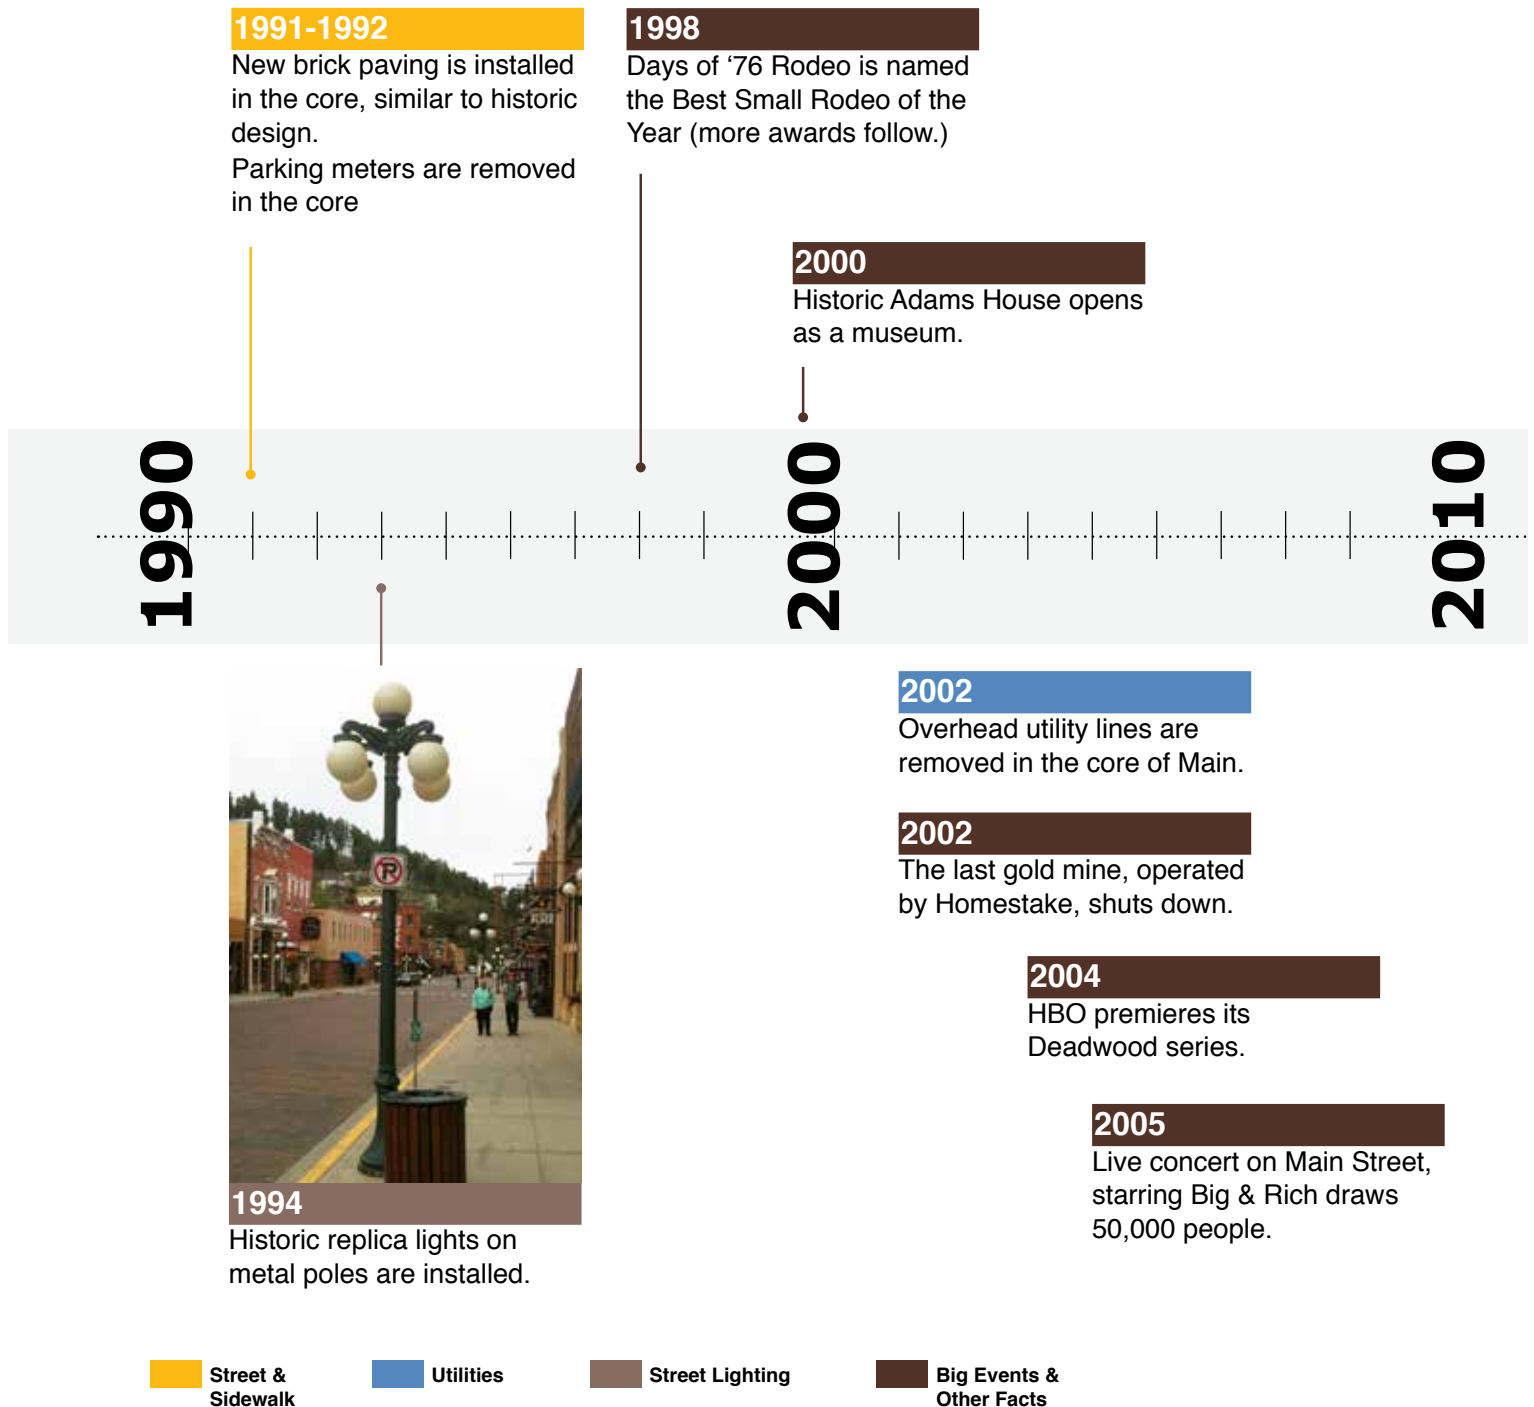 1991-1992
New brick paving is installed
in the core, similar to historic
design.
Parking meters are removed
in the core
1998
Days of ‘76 Rodeo is named
the Best Small Rodeo of the
Year (more awards follow.)
2000
Historic Adams House opens
as a museum.
1990
2000
2010
2002
Overhead utility lines are
removed in the core of Main.
2002
The last gold mine, operated
by Homestake, shuts down.
2004
HBO premieres its
Deadwood series.
2005
Live concert on Main Street,
starring Big & Rich draws
50,000 people.
P
1994
Historic replica lights on
metal poles are installed.
Street &
Sidewalk
Utilities
Street Lighting
Big Events &
Other Facts